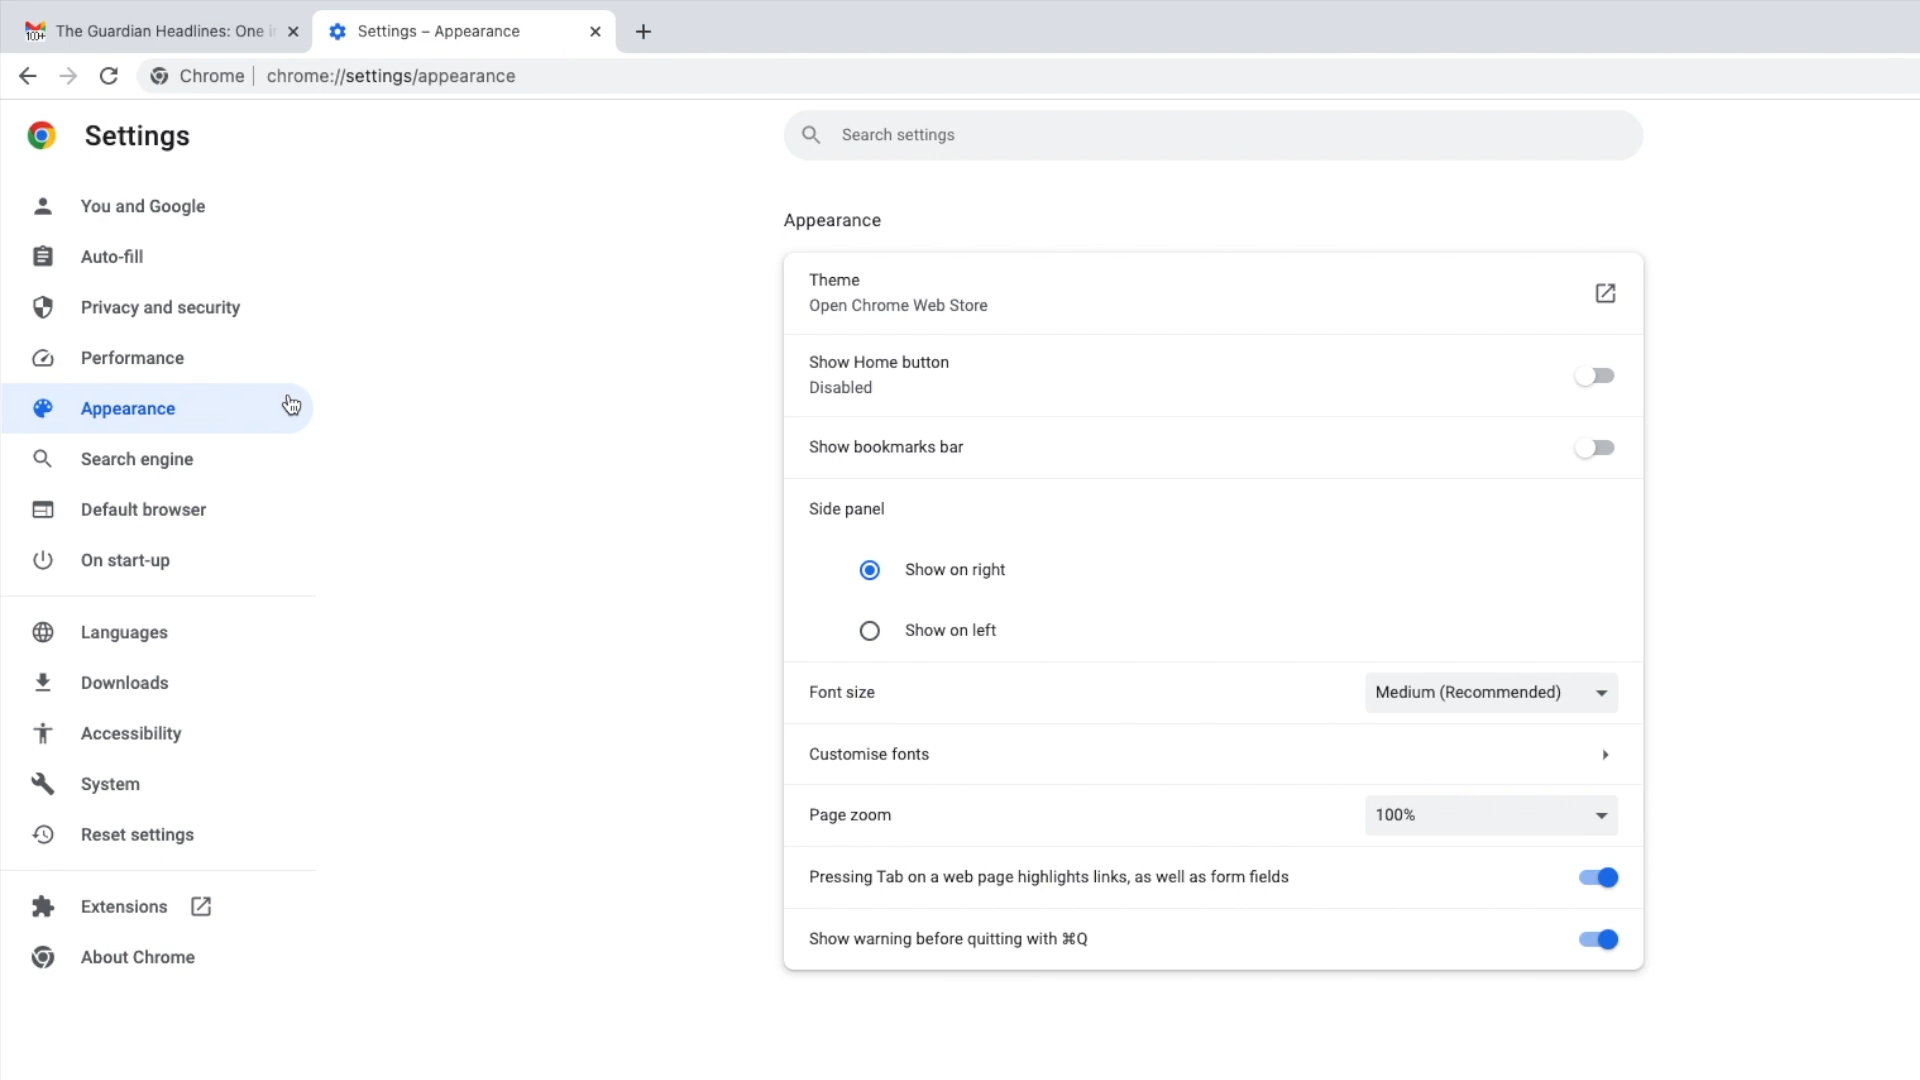 The Guardian Headlines: One i
Settings – Appearance
Chrome
chrome://settings/appearance
Settings
Search settings
You and Google
Auto-fill
Privacy and security
Performance
Appearance
Search engine
Default browser
On start-up
Languages
Downloads
Accessibility
System
Reset settings
Extensions
About Chrome
Appearance
Theme
Open Chrome Web Store
Show Home button
Disabled
Show bookmarks bar
Side panel
Show on right
Show on left
Font size
Medium (Recommended)
Customise fonts
Page zoom
100%
Pressing Tab on a web page highlights links, as well as form fields
Show warning before quitting with ⌘Q